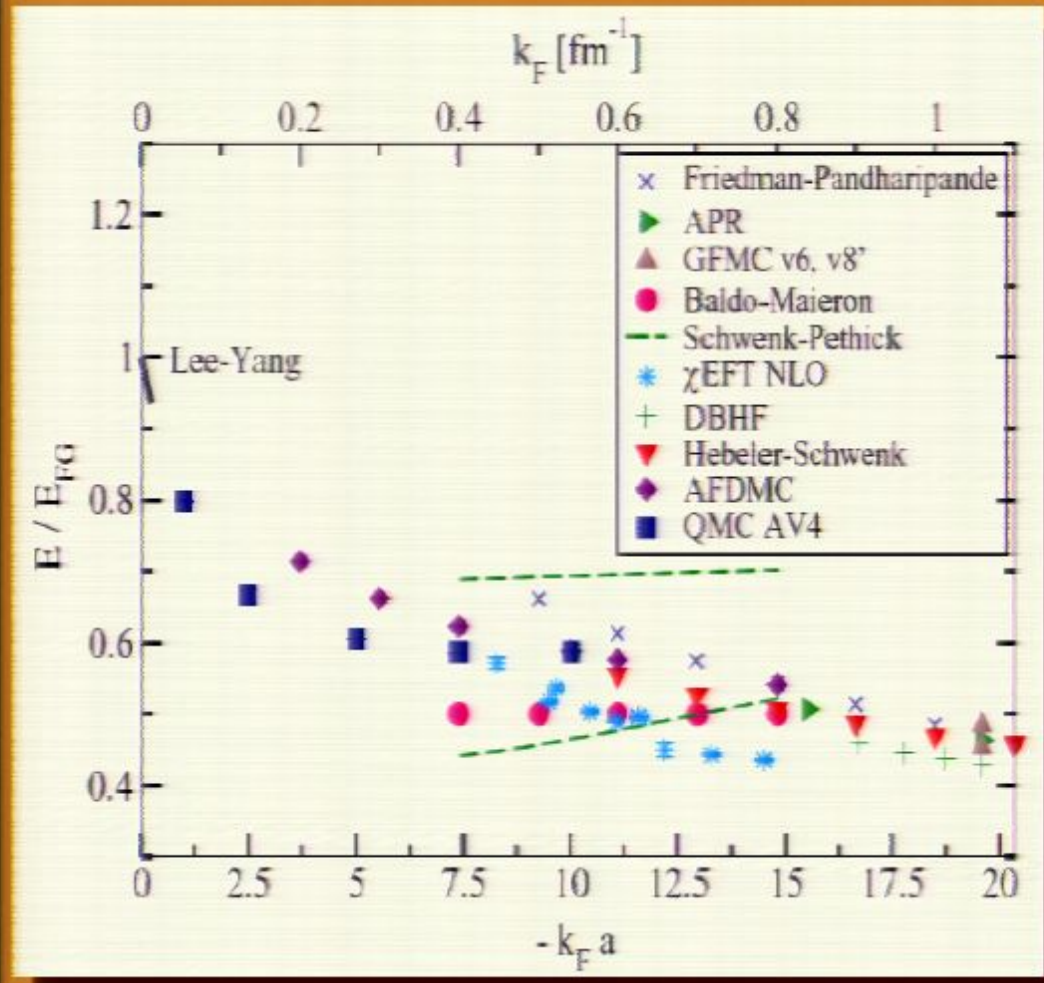 k_F [fm^-1]
0 0.2 0.4 0.6 0.8 1
Friedman-Pandharipande
APR
GFMC v6, v8'
Baldo-Maieron
Schwenk-Pethick
χEFT NLO
DBHF
Hebeler-Schwenk
AFDMC
QMC AV4
1.2
1
Lee-Yang
0.8
0.6
0.4
E / E_FG
0 2.5 5 7.5 10 12.5 15 17.5 20
- k_F a